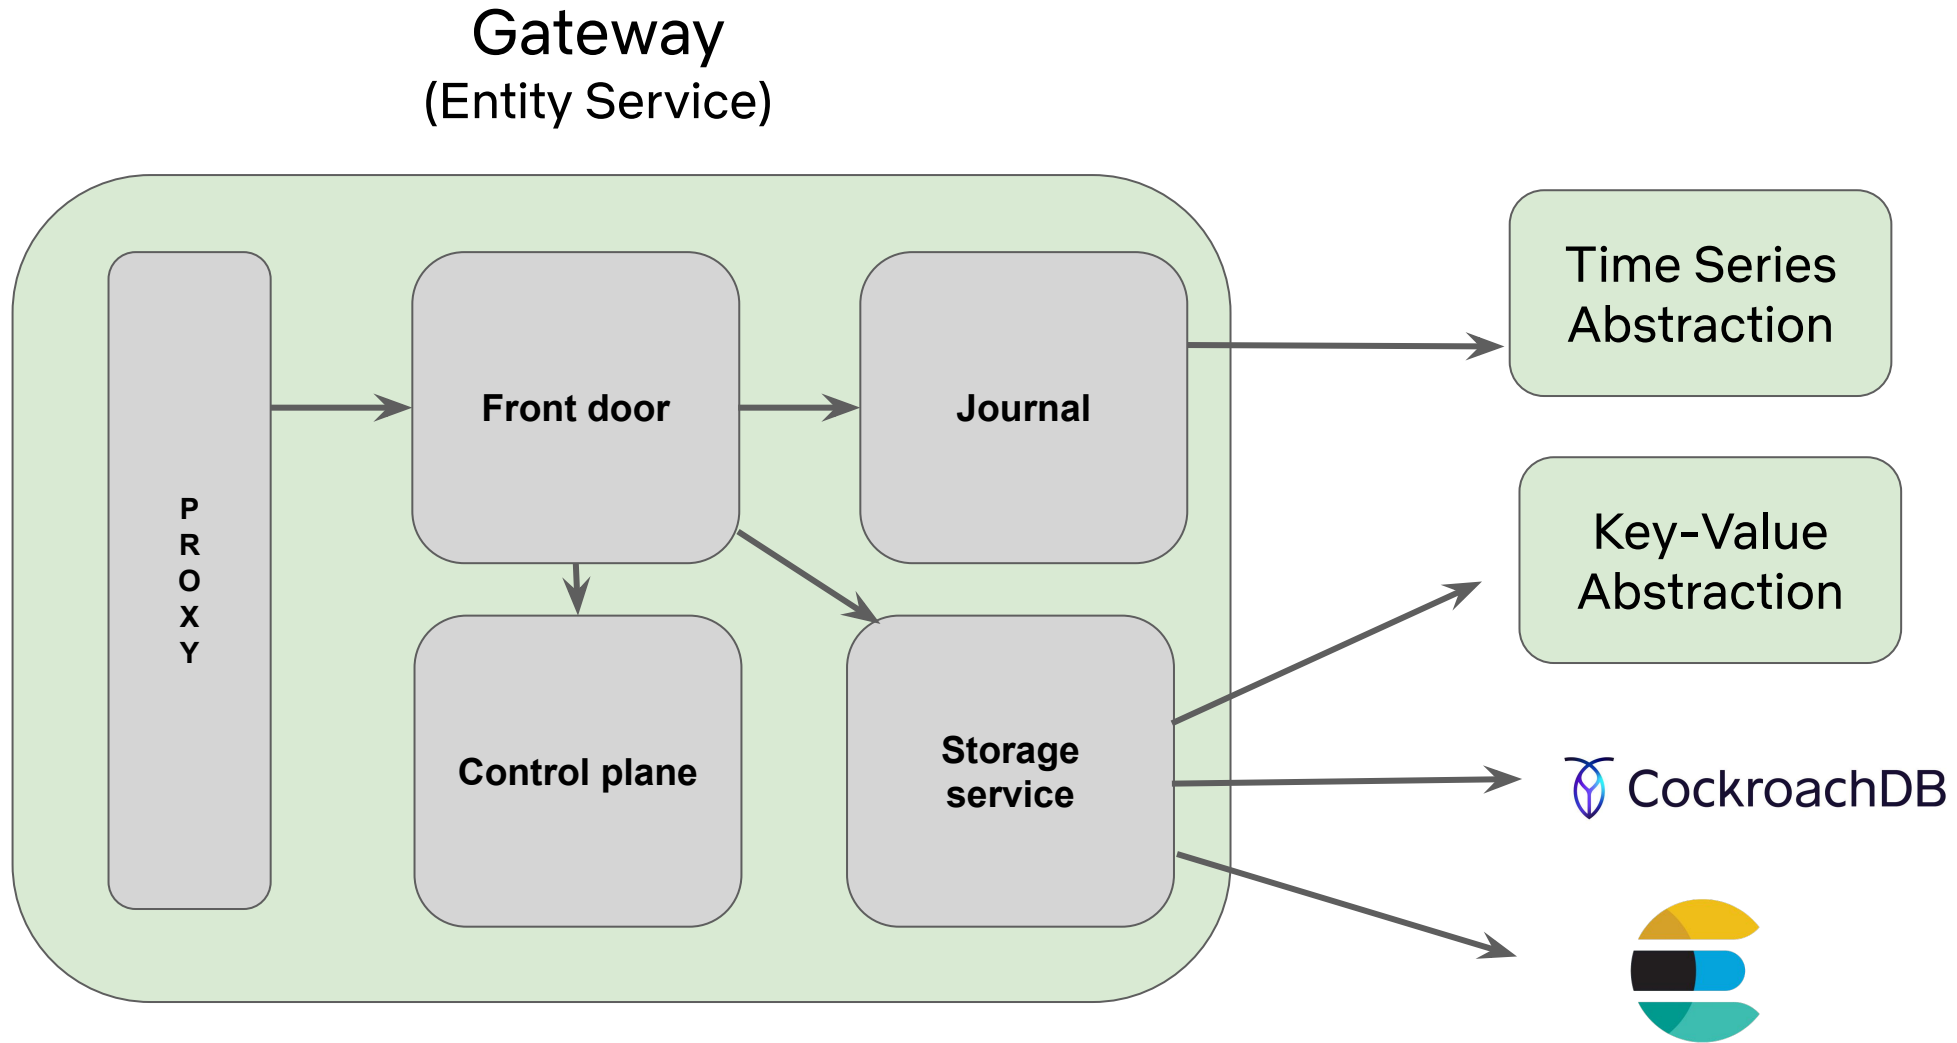 Gateway
(Entity Service)
P
R
O
X
Y
Front door
Journal
Control plane
Storage
service
Time Series
Abstraction
Key-Value
Abstraction
CockroachDB